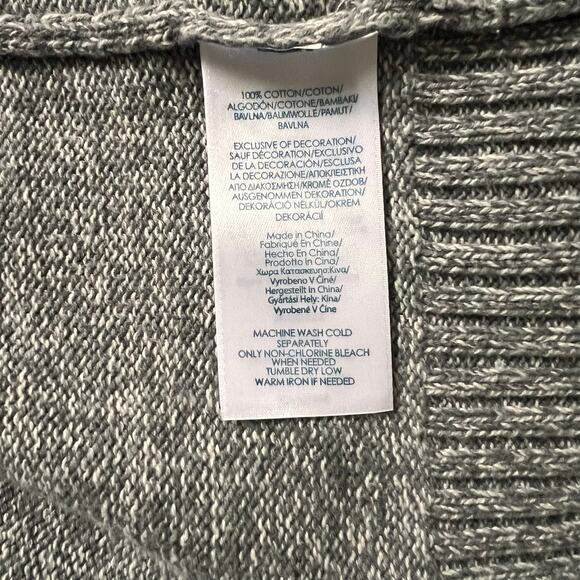 100% COTTON/COTON/
ALGODÓN/COTONE/BAMBAKI/
BAVLNA/BAUMWOLLE/PAMUT/
BAVLNA
EXCLUSIVE OF DECORATION/
SAUF DÉCORATION/EXCLUSIVO
DE LA DECORACIÓN/ESCLUSA
LA DECORAZIONE/ΑΠΟΚΛΕΙΣΤΙΚΗ
ΑΠΟ ΔΙΑΚΟΣΜΗΣΗ/KROMĚ OZDOB/
AUSGENOMMEN DEKORATION/
DEKORÁCIÓ NÉLKÜL/OKREM
DEKORÁCIÍ
Made in China/
Fabriqué En Chine/
Hecho En China/
Prodotto In Cina/
Χωρα Κατασκευησ:Κινα/
Vyrobeno V Číně/
Hergestellt in China/
Gyártási Hely: Kína/
Vyrobené V Číne
MACHINE WASH COLD
SEPARATELY
ONLY NON-CHLORINE BLEACH
WHEN NEEDED
TUMBLE DRY LOW
WARM IRON IF NEEDED